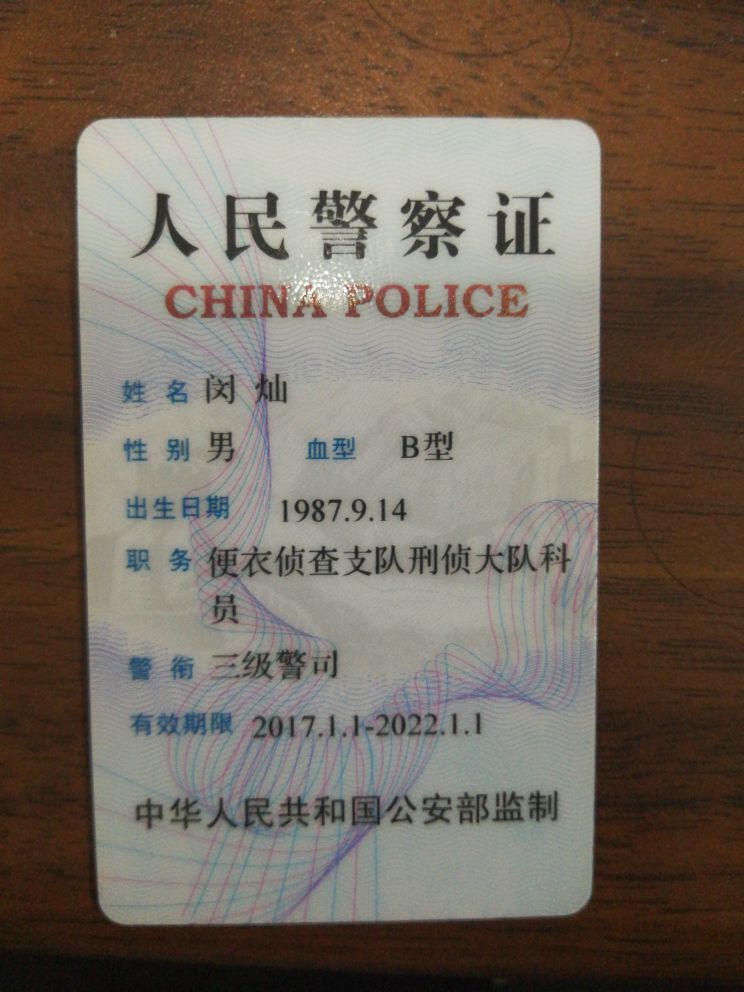 人民警察证
CHINA POLICE
姓名 闵灿
性别 男 血型 B型
出生日期 1987.9.14
职务 便衣侦查支队刑侦大队科
员
警衔 三级警司
有效期限 2017.1.1-2022.1.1
中华人民共和国公安部监制